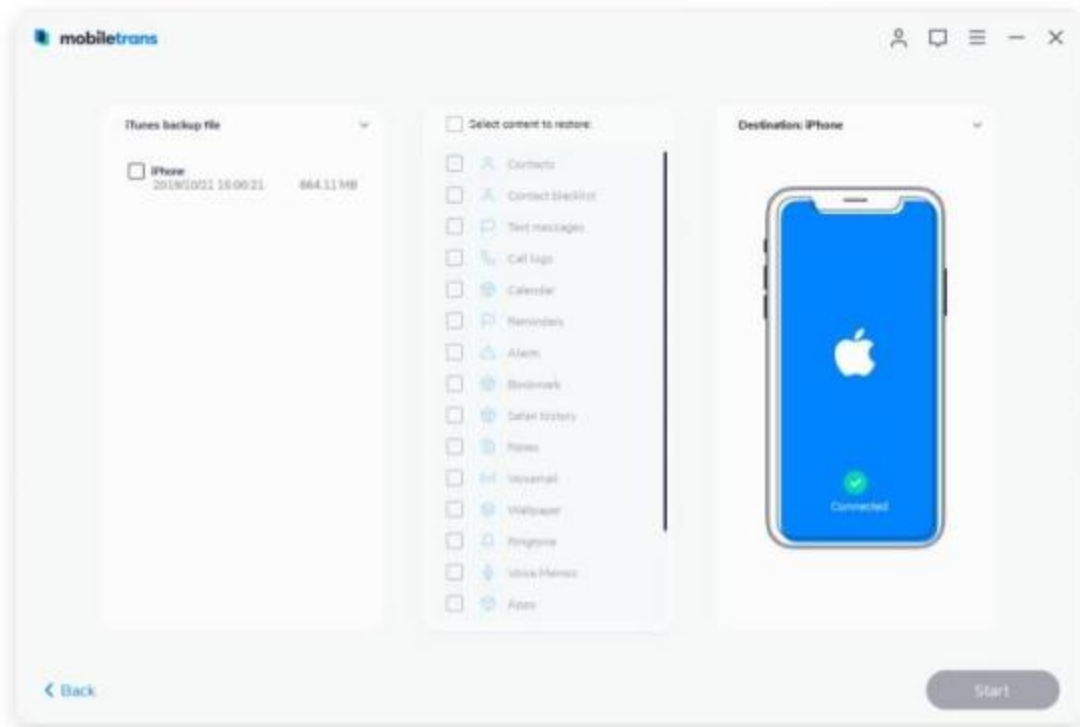 mobiletrans
iTunes backup file
iPhone
2019/10/21 18:00:21 864.11 MB
Select content to restore:
Contacts
Contact blacklist
Text messages
Call logs
Calendar
Reminders
Alarm
Bookmark
Safari history
Notes
Voicemail
Wallpaper
Ringtone
Voice Memos
Apps
Destination: iPhone
Connected
Back
Start